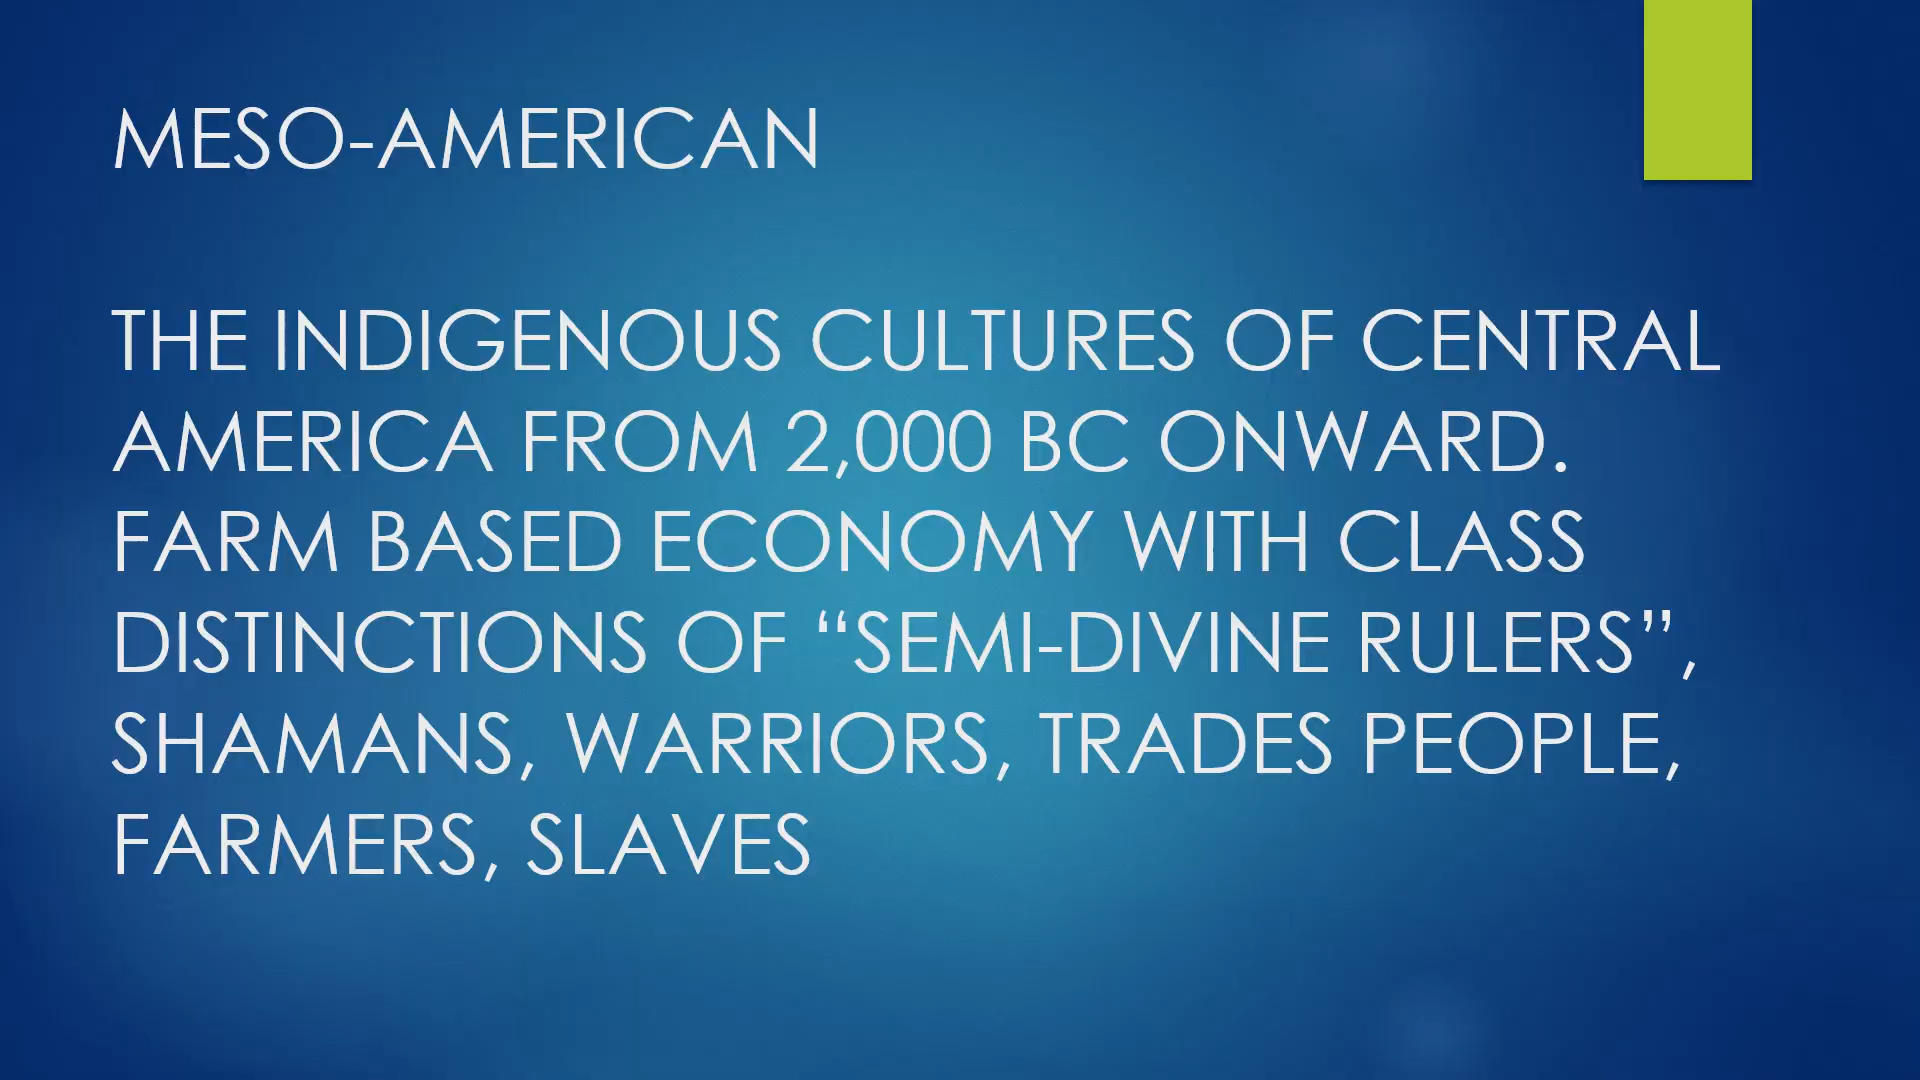 MESO-AMERICAN
THE INDIGENOUS CULTURES OF CENTRAL
AMERICA FROM 2,000 BC ONWARD.
FARM BASED ECONOMY WITH CLASS
DISTINCTIONS OF “SEMI-DIVINE RULERS”,
SHAMANS, WARRIORS, TRADES PEOPLE,
FARMERS, SLAVES